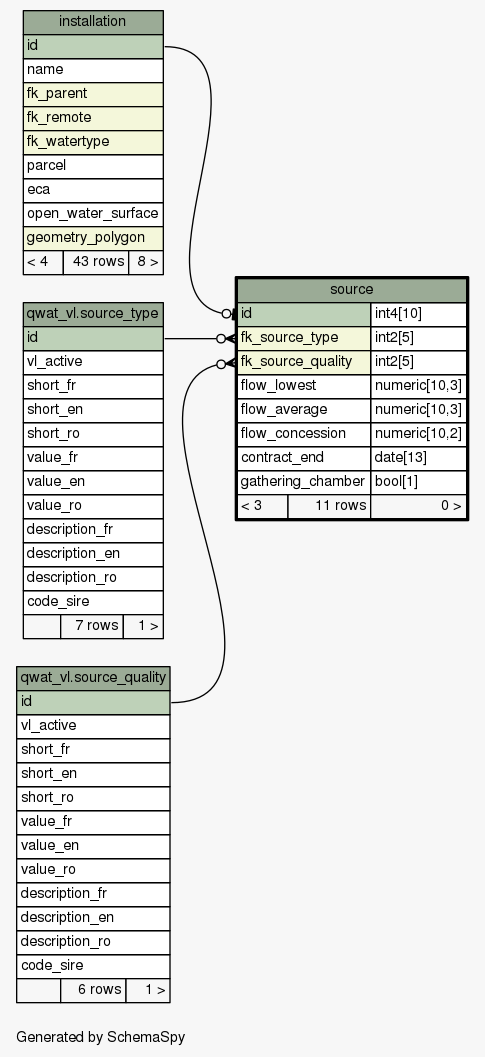 installation
id
name
fk_parent
fk_remote
fk_watertype
parcel
eca
open_water_surface
geometry_polygon
< 4 43 rows 8 >
qwat_vl.source_type
id
vl_active
short_fr
short_en
short_ro
value_fr
value_en
value_ro
description_fr
description_en
description_ro
code_sire
7 rows 1 >
source
id int4[10]
fk_source_type int2[5]
fk_source_quality int2[5]
flow_lowest numeric[10,3]
flow_average numeric[10,3]
flow_concession numeric[10,2]
contract_end date[13]
gathering_chamber bool[1]
< 3 11 rows 0 >
qwat_vl.source_quality
id
vl_active
short_fr
short_en
short_ro
value_fr
value_en
value_ro
description_fr
description_en
description_ro
code_sire
6 rows 1 >
Generated by SchemaSpy